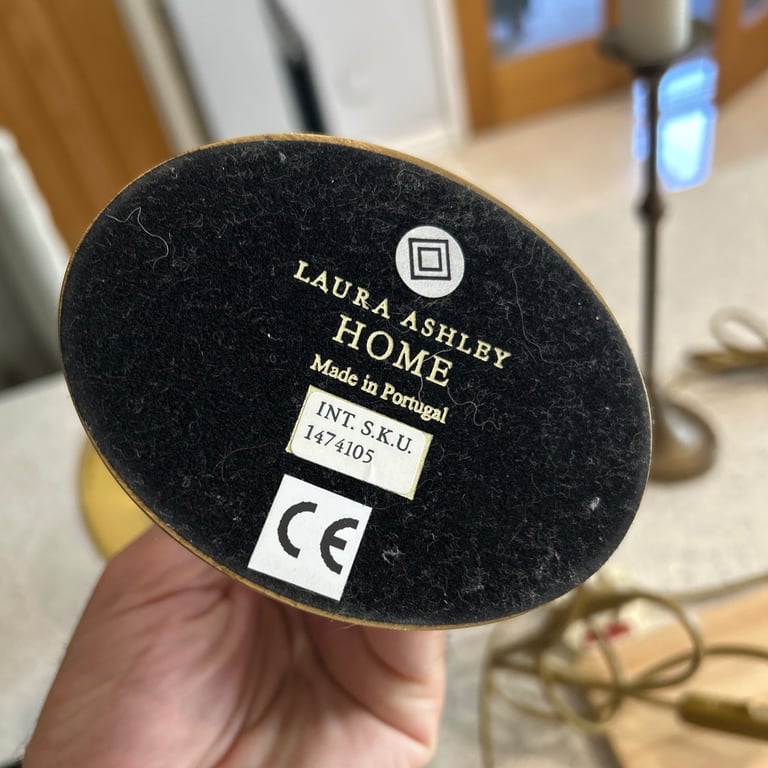 LAURA ASHLEY
HOME
Made in Portugal
INT. S.K.U.
1474105
CE